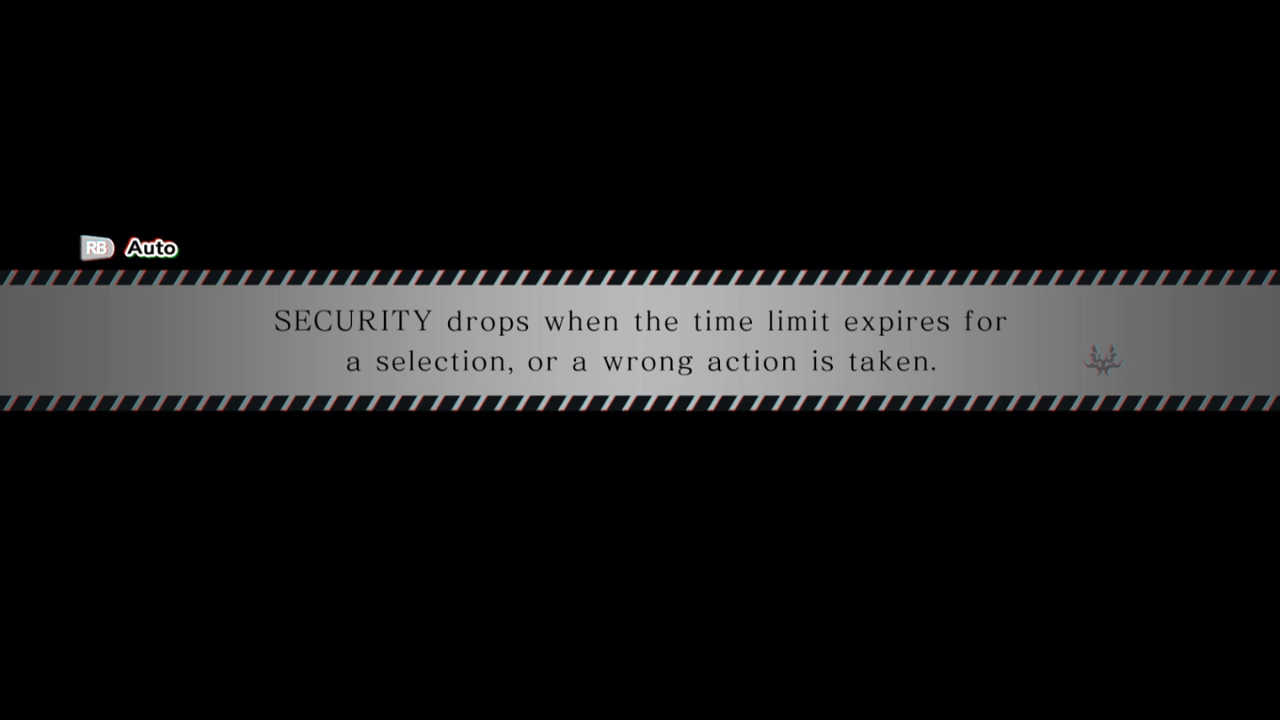 RB Auto
SECURITY drops when the time limit expires for
a selection, or a wrong action is taken.